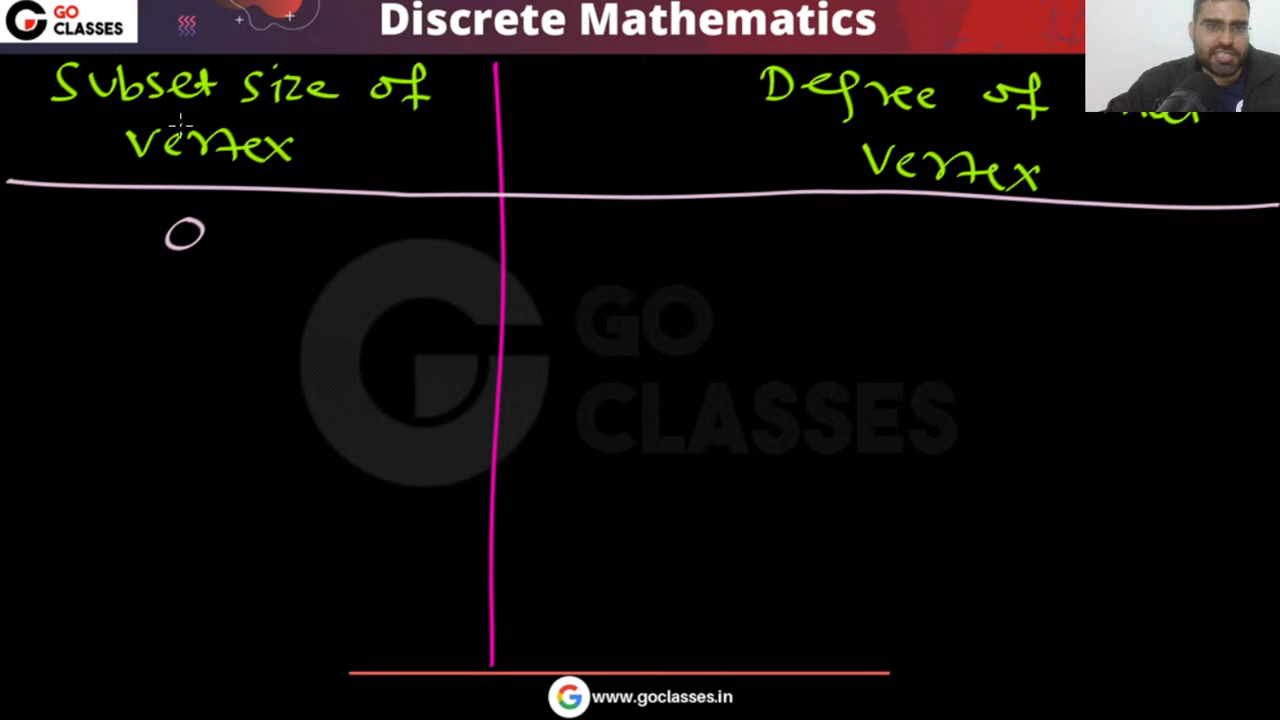 GO
CLASSES
Discrete Mathematics
Subset size of
vertex
Degree of
vertex
0
GO
CLASSES
www.goclasses.in